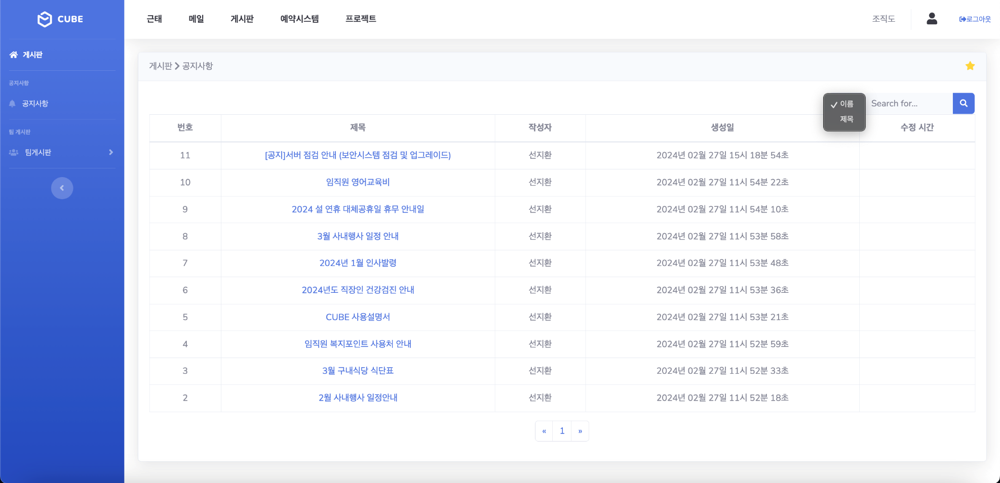 CUBE
근태 메일 게시판 예약시스템 프로젝트 조직도 로그아웃
게시판
공지사항
공지사항
팀 게시판
팀게시판
게시판 공지사항
이름
제목
Search for...
번호 제목 작성자 생성일 수정 시간
11 [공지]서버 점검 안내 (보안시스템 점검 및 업그레이드) 선지환 2024년 02월 27일 15시 18분 54초
10 임직원 영어교육비 선지환 2024년 02월 27일 11시 54분 22초
9 2024 설 연휴 대체공휴일 휴무 안내일 선지환 2024년 02월 27일 11시 54분 10초
8 3월 사내행사 일정 안내 선지환 2024년 02월 27일 11시 53분 58초
7 2024년 1월 인사발령 선지환 2024년 02월 27일 11시 53분 48초
6 2024년도 직장인 건강검진 안내 선지환 2024년 02월 27일 11시 53분 36초
5 CUBE 사용설명서 선지환 2024년 02월 27일 11시 53분 21초
4 임직원 복지포인트 사용처 안내 선지환 2024년 02월 27일 11시 52분 59초
3 3월 구내식당 식단표 선지환 2024년 02월 27일 11시 52분 33초
2 2월 사내행사 일정안내 선지환 2024년 02월 27일 11시 52분 18초
« 1 »